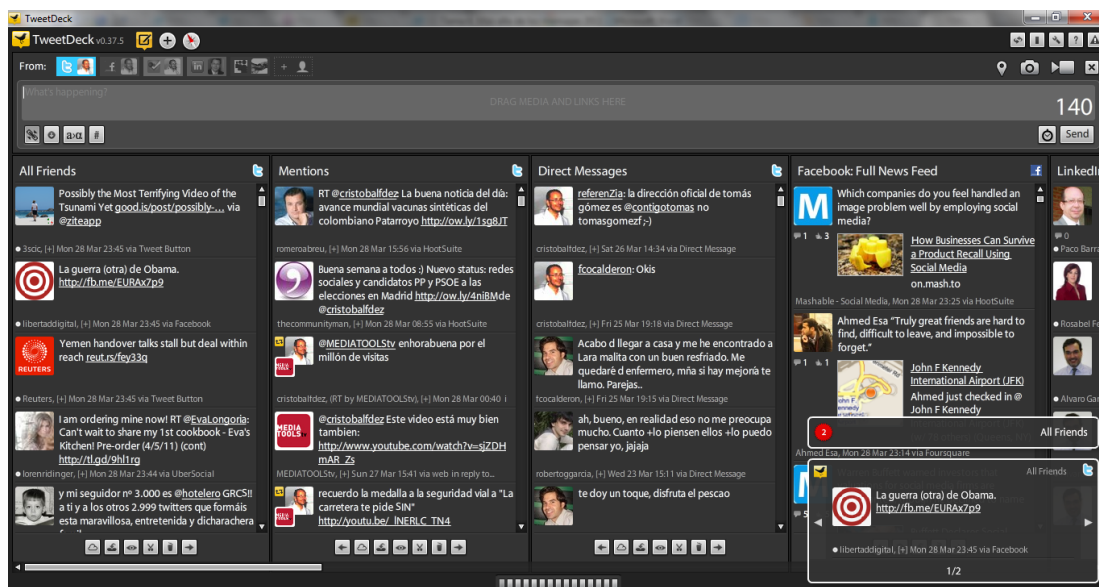 TweetDeck
TweetDeck v0.37.5
From:
What's happening?
DRAG MEDIA AND LINKS HERE
140
Send
All Friends
Possibly the Most Terrifying Video of the
Tsunami Yet good.is/post/possibly-... via
@ziteapp
3scic, [+] Mon 28 Mar 23:45 via Tweet Button
La guerra (otra) de Obama.
http://fb.me/EURAx7p9
libertaddigital, [+] Mon 28 Mar 23:45 via Facebook
REUTERS
Yemen handover talks stall but deal within
reach reut.rs/fey33q
Reuters, [+] Mon 28 Mar 23:45 via Tweet Button
I am ordering mine now! RT @EvaLongoria:
Can't wait to share my 1st cookbook - Eva's
Kitchen! Pre-order (4/5/11) (cont)
http://tl.gd/9hl1rg
lorenridinger, [+] Mon 28 Mar 23:44 via UberSocial
y mi seguidor nº 3.000 es @hotelero GRCS!!
a ti y a los otros 2.999 twitters que formáis
esta maravillosa, entretenida y dicharachera
Mentions
RT @cristobalfdez La buena noticia del día:
avance mundial vacunas sintéticas del
colombiano Patarroyo http://ow.ly/1sg8JT
romeroabreu, [+] Mon 28 Mar 15:56 via HootSuite
Buena semana a todos :) Nuevo status: redes
sociales y candidatos PP y PSOE a las
elecciones en Madrid http://ow.ly/4niBMde
@cristobalfdez
thecommunityman, [+] Mon 28 Mar 08:55 via HootSuite
@MEDIATOOLStv enhorabuena por el
millón de visitas
cristobalfdez, (RT by MEDIATOOLStv), [+] Mon 28 Mar 00:40 i
MEDIA
TOOLS
@cristobalfdez Este video está muy bien
tambien:
http://www.youtube.com/watch?v=sjZDH
mAR_Zs
MEDIATOOLStv, [+] Sun 27 Mar 15:41 via web in reply to...
recuerdo la medalla a la seguridad vial a "La
carretera te pide SIN"
http://youtu.be/_lNERLC_TN4
Direct Messages
referenZia: la dirección oficial de tomás
gómez es @contigotomas no
tomasgomezf ;-)
cristobalfdez, [+] Sat 26 Mar 14:34 via Direct Message
fcocalderon: Okis
cristobalfdez, [+] Fri 25 Mar 19:18 via Direct Message
Acabo d llegar a casa y me he encontrado a
Lara malita con un buen resfriado. Me
quedaré d enfermero, mña si hay mejora te
llamo. Parejas..
fcocalderon, [+] Fri 25 Mar 19:15 via Direct Message
ah, bueno, en realidad eso no me preocupa
mucho. Cuanto +lo piensen ellos +lo puedo
pensar yo, jajaja
robertoggarcia, [+] Wed 23 Mar 15:11 via Direct Message
te doy un toque, disfruta el pescao
Facebook: Full News Feed
Which companies do you feel handled an
image problem well by employing social
media?
1 3
How Businesses Can Survive
a Product Recall Using
Social Media
on.mash.to
Mashable - Social Media, Mon 28 Mar 23:25 via HootSuite
Ahmed Esa "Truly great friends are hard to
find, difficult to leave, and impossible to
forget."
1 1
John F Kennedy
International Airport (JFK)
Ahmed just checked in @
John F Kennedy
Ahmed Esa, Mon 28 Mar 23:14 via Foursquare
5
LinkedIn
0
Paco Barra
Rosabel Fe
Alvaro Gar
2
All Friends
All Friends
La guerra (otra) de Obama.
http://fb.me/EURAx7p9
libertaddigital, [+] Mon 28 Mar 23:45 via Facebook
1/2